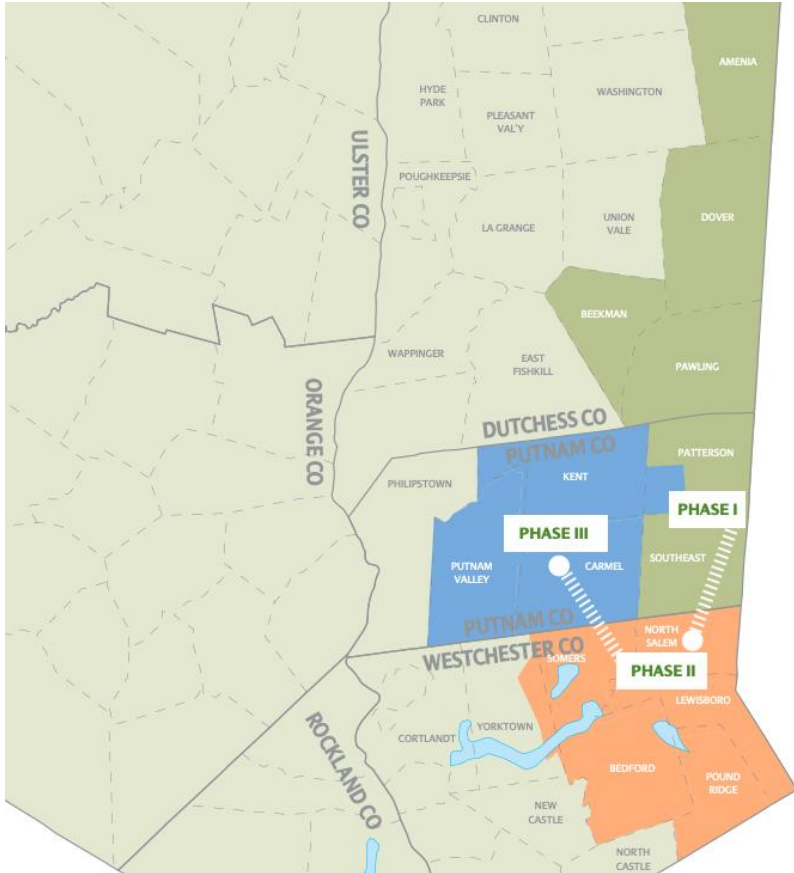 CLINTON
AMENIA
HYDE
PARK
WASHINGTON
PLEASANT
VAL'Y
ULSTER CO
POUGHKEEPSIE
LA GRANGE
UNION
VALE
DOVER
BEEKMAN
WAPPINGER
EAST
FISHKILL
PAWLING
ORANGE CO
DUTCHESS CO
PUTNAM CO
PATTERSON
KENT
PHILIPSTOWN
PHASE I
PHASE III
SOUTHEAST
PUTNAM
VALLEY
CARMEL
PUTNAM CO
NORTH
SALEM
WESTCHESTER CO
SOMERS
PHASE II
LEWISBORO
ROCKLAND CO
YORKTOWN
CORTLANDT
BEDFORD
POUND
RIDGE
NEW
CASTLE
NORTH
CASTLE